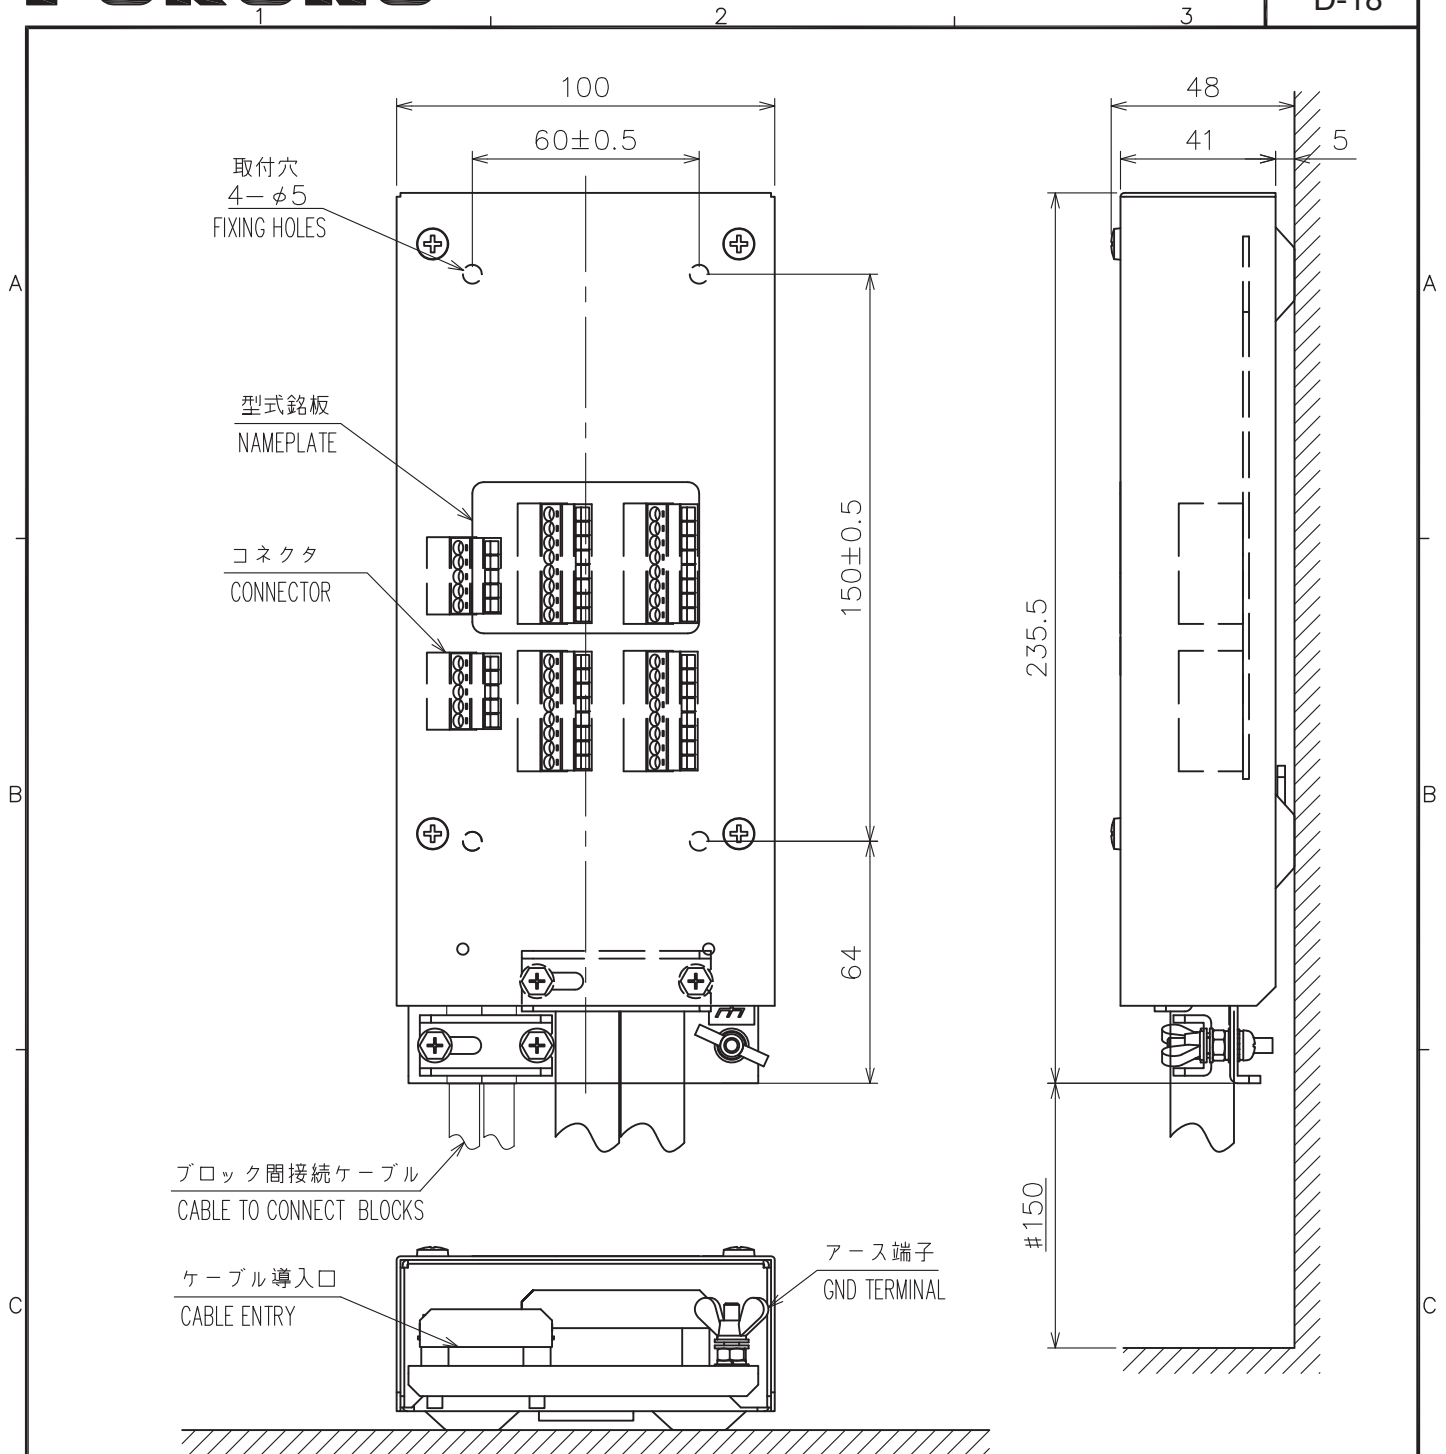 D-18
1
2
3
100
60±0.5
取付穴
4-φ5
FIXING HOLES
48
41
5
A
A
型式銘板
NAMEPLATE
コネクタ
CONNECTOR
150±0.5
235.5
B
B
64
ブロック間接続ケーブル
CABLE TO CONNECT BLOCKS
#150
ケーブル導入口
CABLE ENTRY
アース端子
GND TERMINAL
C
C